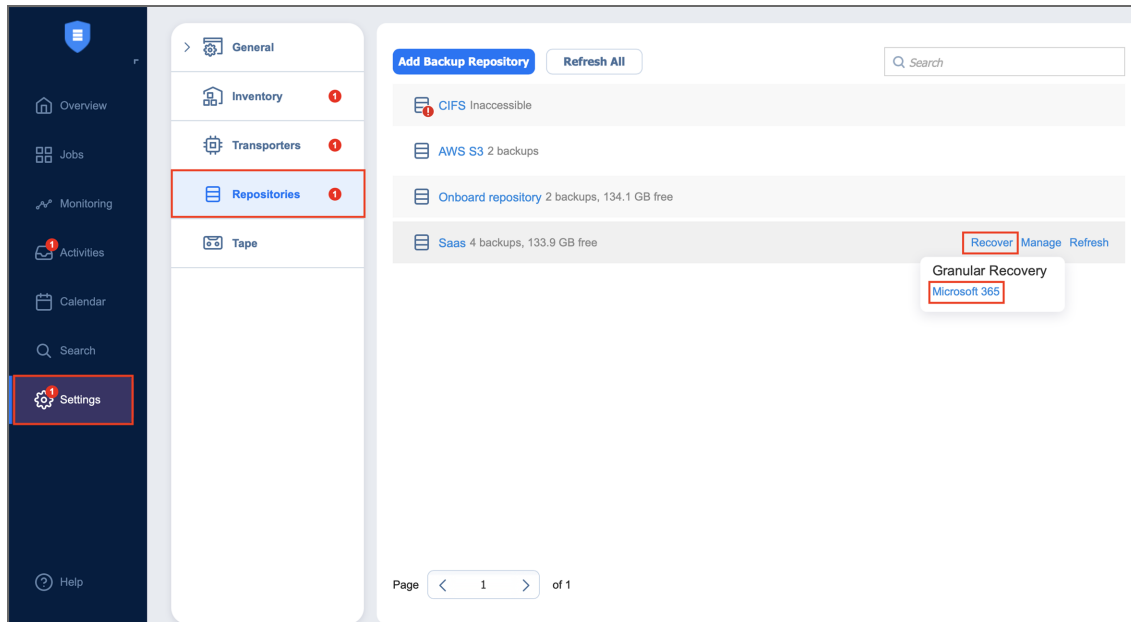 Overview
Jobs
Monitoring
1
Activities
Calendar
Search
1
Settings
Help
General
Inventory 1
Transporters 1
Repositories 1
Tape
Add Backup Repository Refresh All Search
CIFS Inaccessible
AWS S3 2 backups
Onboard repository 2 backups, 134.1 GB free
Saas 4 backups, 133.9 GB free Recover Manage Refresh
Granular Recovery
Microsoft 365
Page 1 of 1